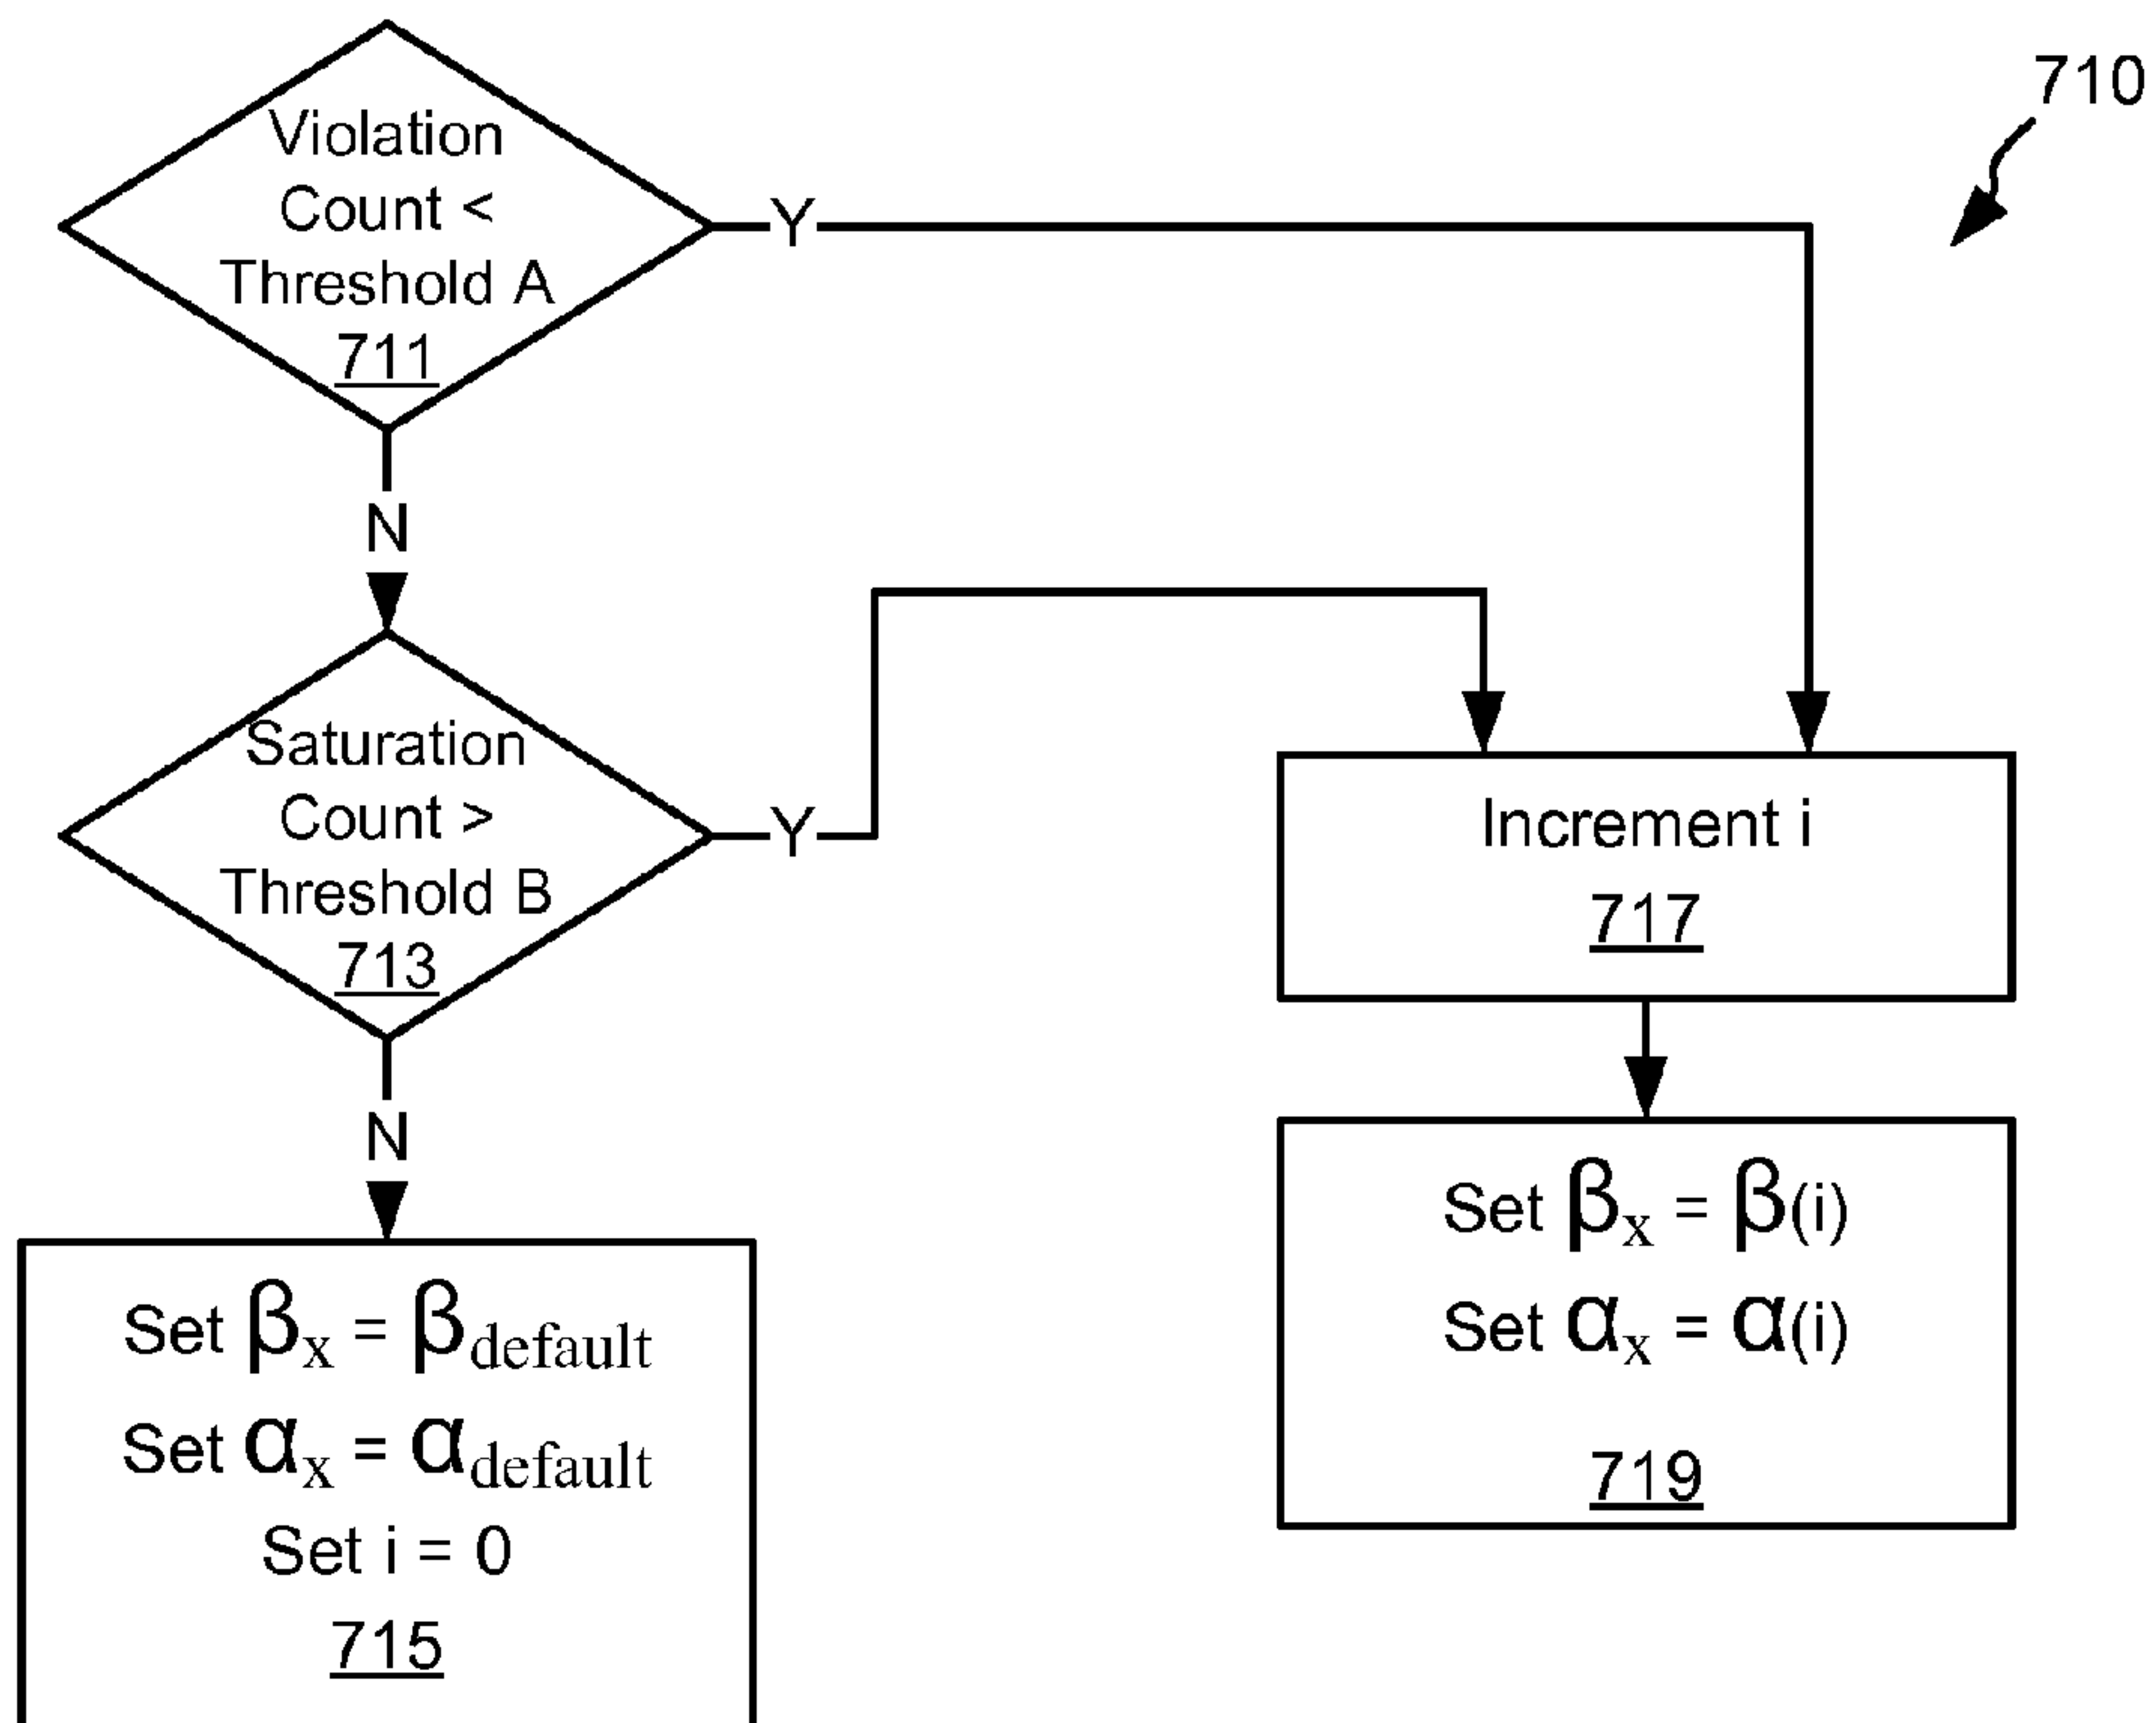 710
Violation
Count <
Threshold A
711
Y
N
Saturation
Count >
Threshold B
713
Y
N
Increment i
717
Set βx = β(i)
Set αx = α(i)
719
Set βx = βdefault
Set αx = αdefault
Set i = 0
715